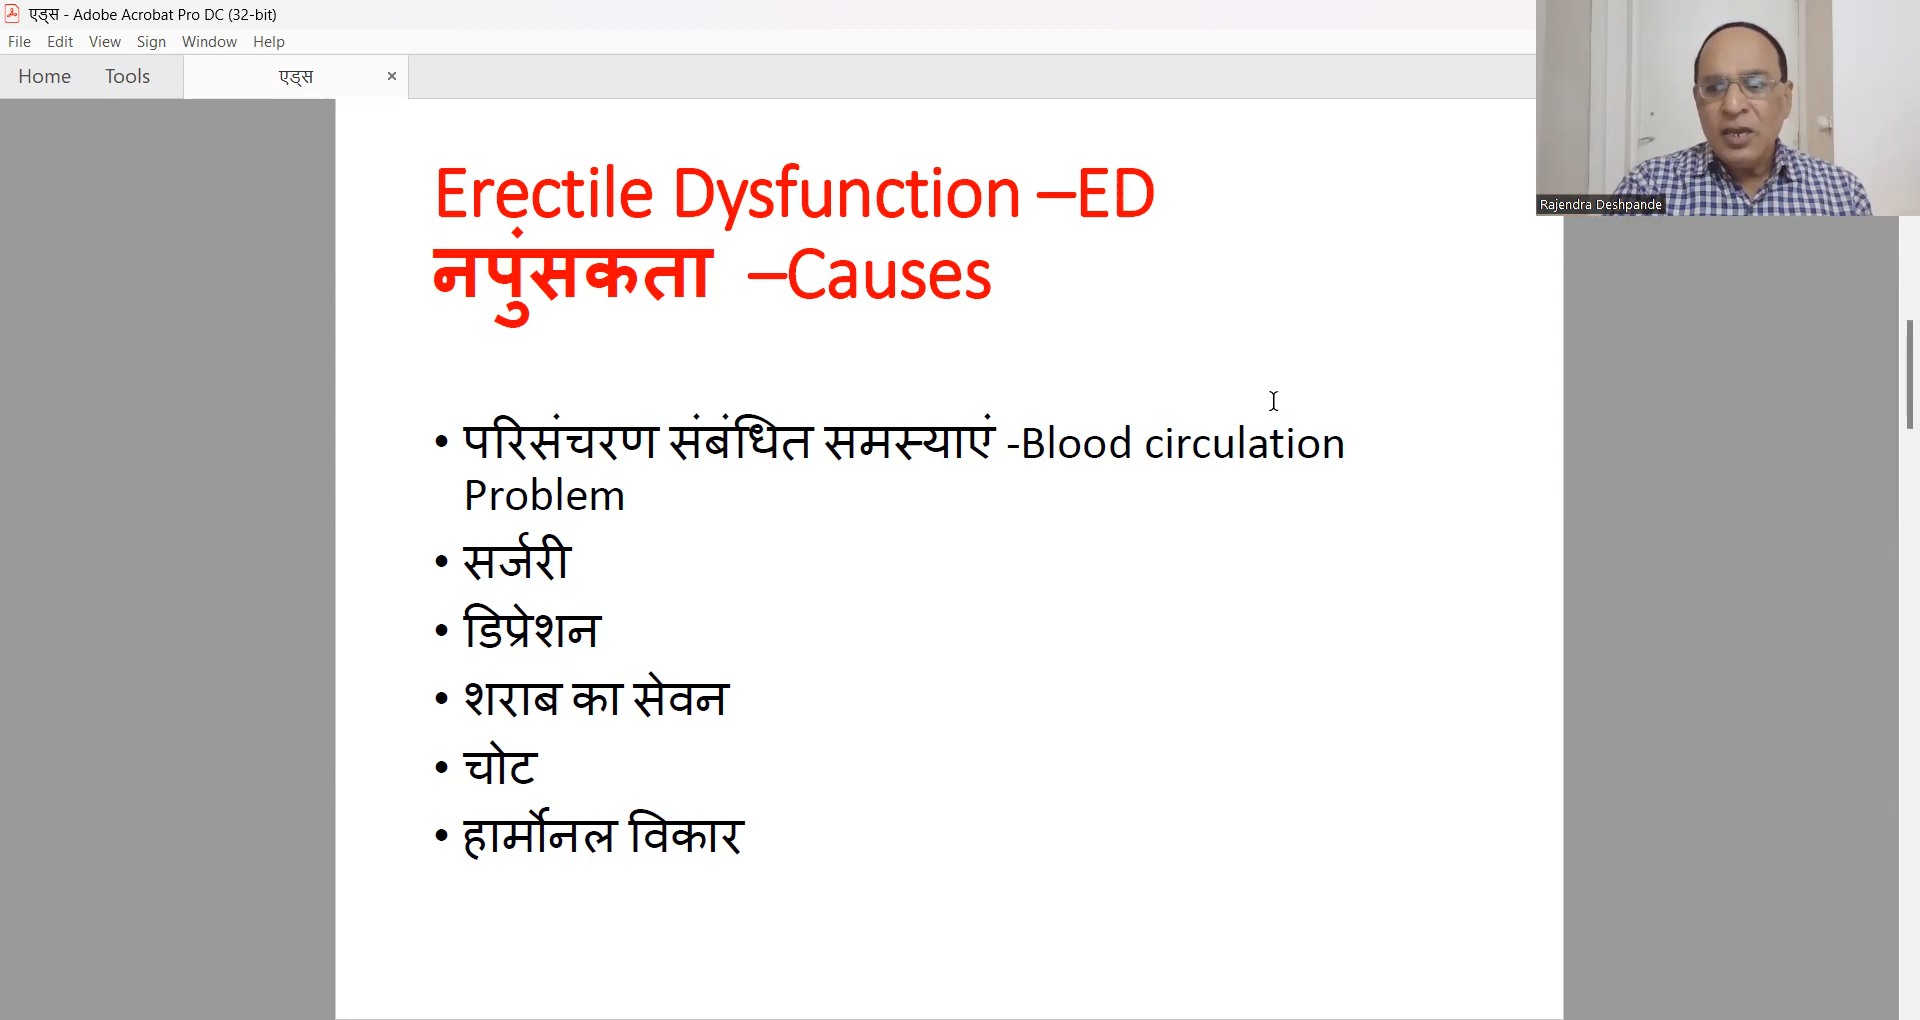 एड्स - Adobe Acrobat Pro DC (32-bit)
File Edit View Sign Window Help
Home Tools एड्स ×
Rajendra Deshpande
Erectile Dysfunction –ED
नपुंसकता –Causes
• परिसंचरण संबंधित समस्याएं -Blood circulation
Problem
• सर्जरी
• डिप्रेशन
• शराब का सेवन
• चोट
• हार्मोनल विकार